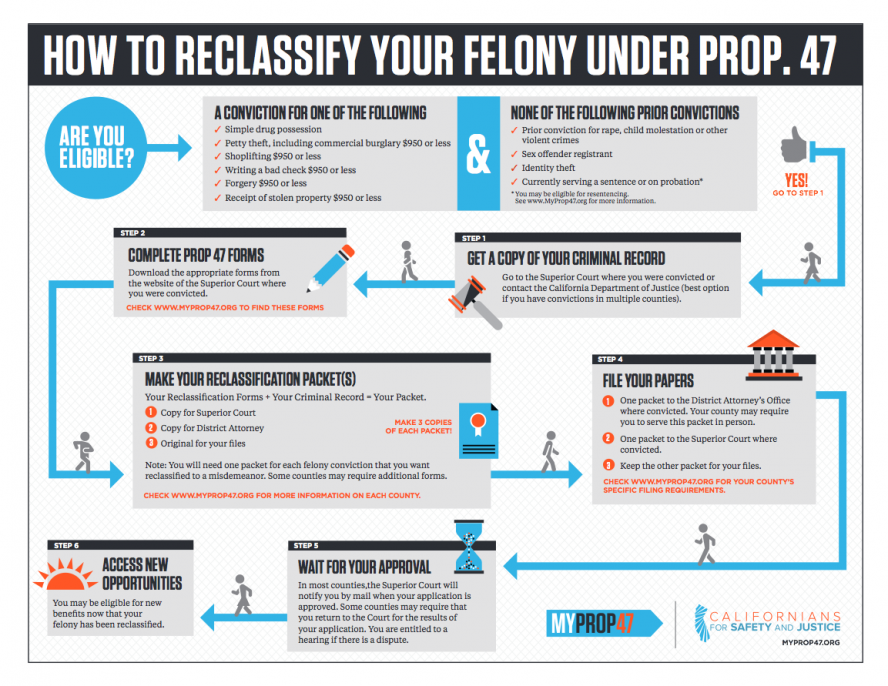 HOW TO RECLASSIFY YOUR FELONY UNDER PROP. 47
ARE YOU
ELIGIBLE?
A CONVICTION FOR ONE OF THE FOLLOWING
✓ Simple drug possession
✓ Petty theft, including commercial burglary $950 or less
✓ Shoplifting $950 or less
✓ Writing a bad check $950 or less
✓ Forgery $950 or less
✓ Receipt of stolen property $950 or less
&
NONE OF THE FOLLOWING PRIOR CONVICTIONS
✓ Prior conviction for rape, child molestation or other
violent crimes
✓ Sex offender registrant
✓ Identity theft
✓ Currently serving a sentence or on probation*
* You may be eligible for resentencing.
See www.MyProp47.org for more information.
YES!
GO TO STEP 1
STEP 1
GET A COPY OF YOUR CRIMINAL RECORD
Go to the Superior Court where you were convicted or
contact the California Department of Justice (best option
if you have convictions in multiple counties).
STEP 2
COMPLETE PROP 47 FORMS
Download the appropriate forms from
the website of the Superior Court where
you were convicted.
CHECK WWW.MYPROP47.ORG TO FIND THESE FORMS
STEP 3
MAKE YOUR RECLASSIFICATION PACKET(S)
Your Reclassification Forms + Your Criminal Record = Your Packet.
1 Copy for Superior Court
2 Copy for District Attorney
3 Original for your files
MAKE 3 COPIES
OF EACH PACKET!
Note: You will need one packet for each felony conviction that you want
reclassified to a misdemeanor. Some counties may require additional forms.
CHECK WWW.MYPROP47.ORG FOR MORE INFORMATION ON EACH COUNTY.
STEP 4
FILE YOUR PAPERS
1 One packet to the District Attorney's Office
where convicted. Your county may require
you to serve this packet in person.
2 One packet to the Superior Court where
convicted.
3 Keep the other packet for your files.
CHECK WWW.MYPROP47.ORG FOR YOUR COUNTY'S
SPECIFIC FILING REQUIREMENTS.
STEP 5
WAIT FOR YOUR APPROVAL
In most counties,the Superior Court will
notify you by mail when your application is
approved. Some counties may require that
you return to the Court for the results of
your application. You are entitled to a
hearing if there is a dispute.
STEP 6
ACCESS NEW
OPPORTUNITIES
You may be eligible for new
benefits now that your
felony has been reclassified.
MYPROP47
CALIFORNIANS
FOR SAFETY AND JUSTICE
MYPROP47.ORG